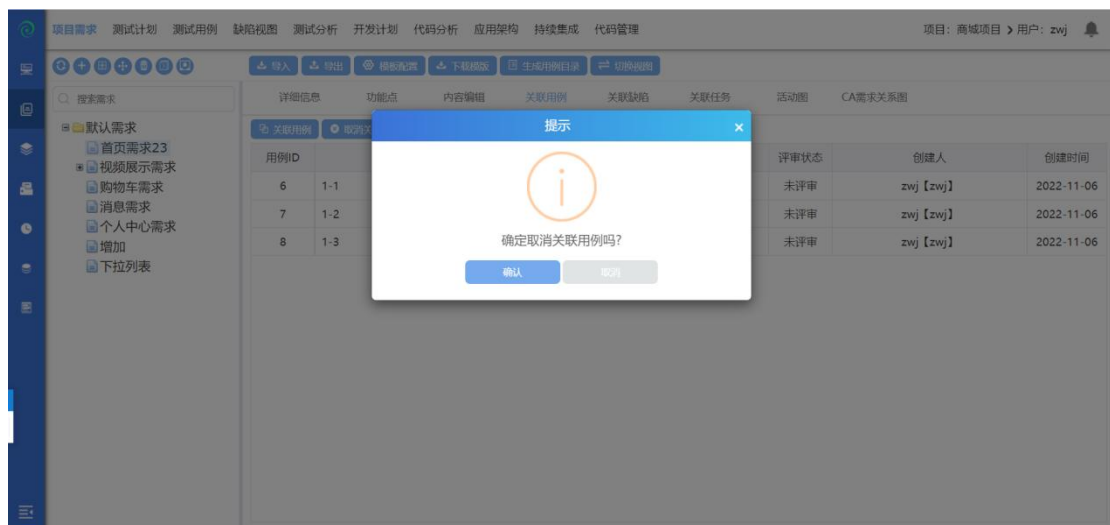 项目需求 测试计划 测试用例 缺陷视图 测试分析 开发计划 代码分析 应用架构 持续集成 代码管理 项目：商城项目 用户：zwj
导入 导出 模板配置 下载模版 生成用例目录 切换视图
搜索需求
详细信息 功能点 内容编辑 关联用例 关联缺陷 关联任务 活动图 CA需求关系图
默认需求
首页需求23
视频展示需求
购物车需求
消息需求
个人中心需求
增加
下拉列表
关联用例 取消关
提示
×
用例ID 评审状态 创建人 创建时间
6 1-1 未评审 zwj【zwj】 2022-11-06
7 1-2 未评审 zwj【zwj】 2022-11-06
8 1-3 未评审 zwj【zwj】 2022-11-06
确定取消关联用例吗?
确认 取消